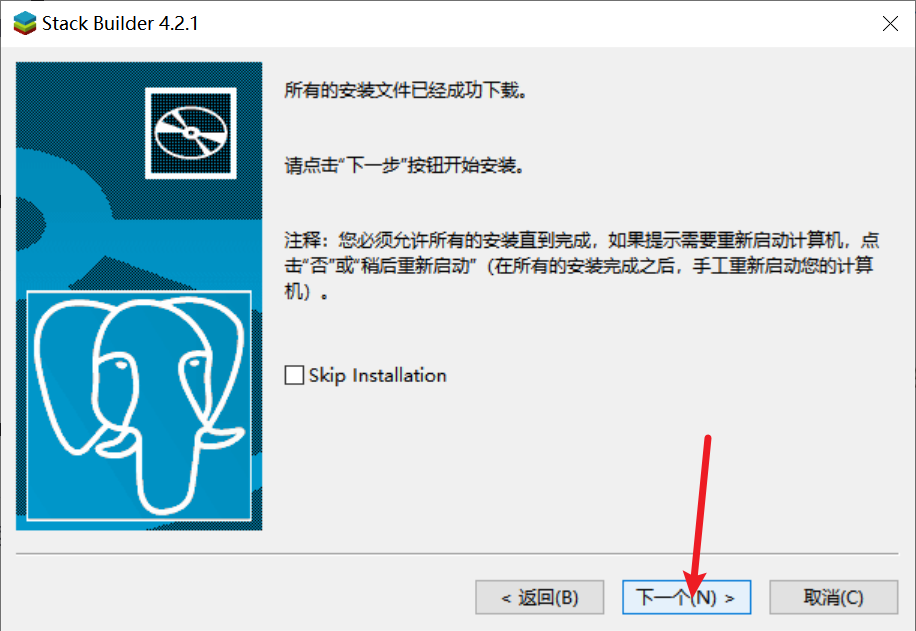 Stack Builder 4.2.1
所有的安装文件已经成功下载。
请点击“下一步”按钮开始安装。
注释：您必须允许所有的安装直到完成，如果提示需要重新启动计算机，点
击“否”或“稍后重新启动”（在所有的安装完成之后，手工重新启动您的计算
机）。
Skip Installation
< 返回(B)
下一个(N) >
取消(C)